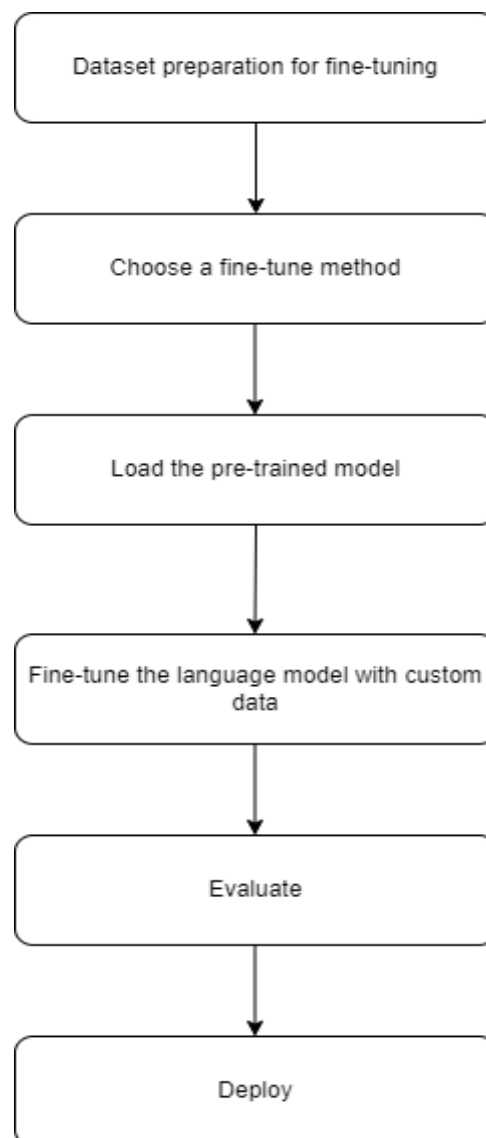 Dataset preparation for fine-tuning
Choose a fine-tune method
Load the pre-trained model
Fine-tune the language model with custom
data
Evaluate
Deploy